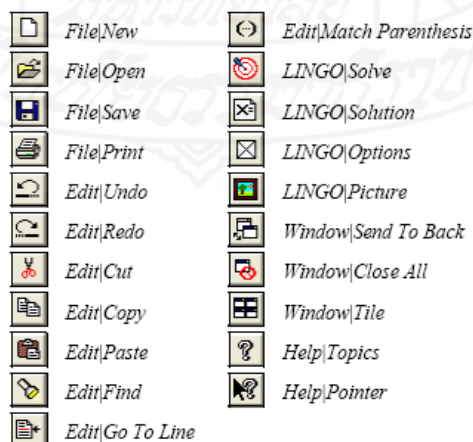 File|New
File|Open
File|Save
File|Print
Edit|Undo
Edit|Redo
Edit|Cut
Edit|Copy
Edit|Paste
Edit|Find
Edit|Go To Line
Edit|Match Parenthesis
LINGO|Solve
LINGO|Solution
LINGO|Options
LINGO|Picture
Window|Send To Back
Window|Close All
Window|Tile
Help|Topics
Help|Pointer